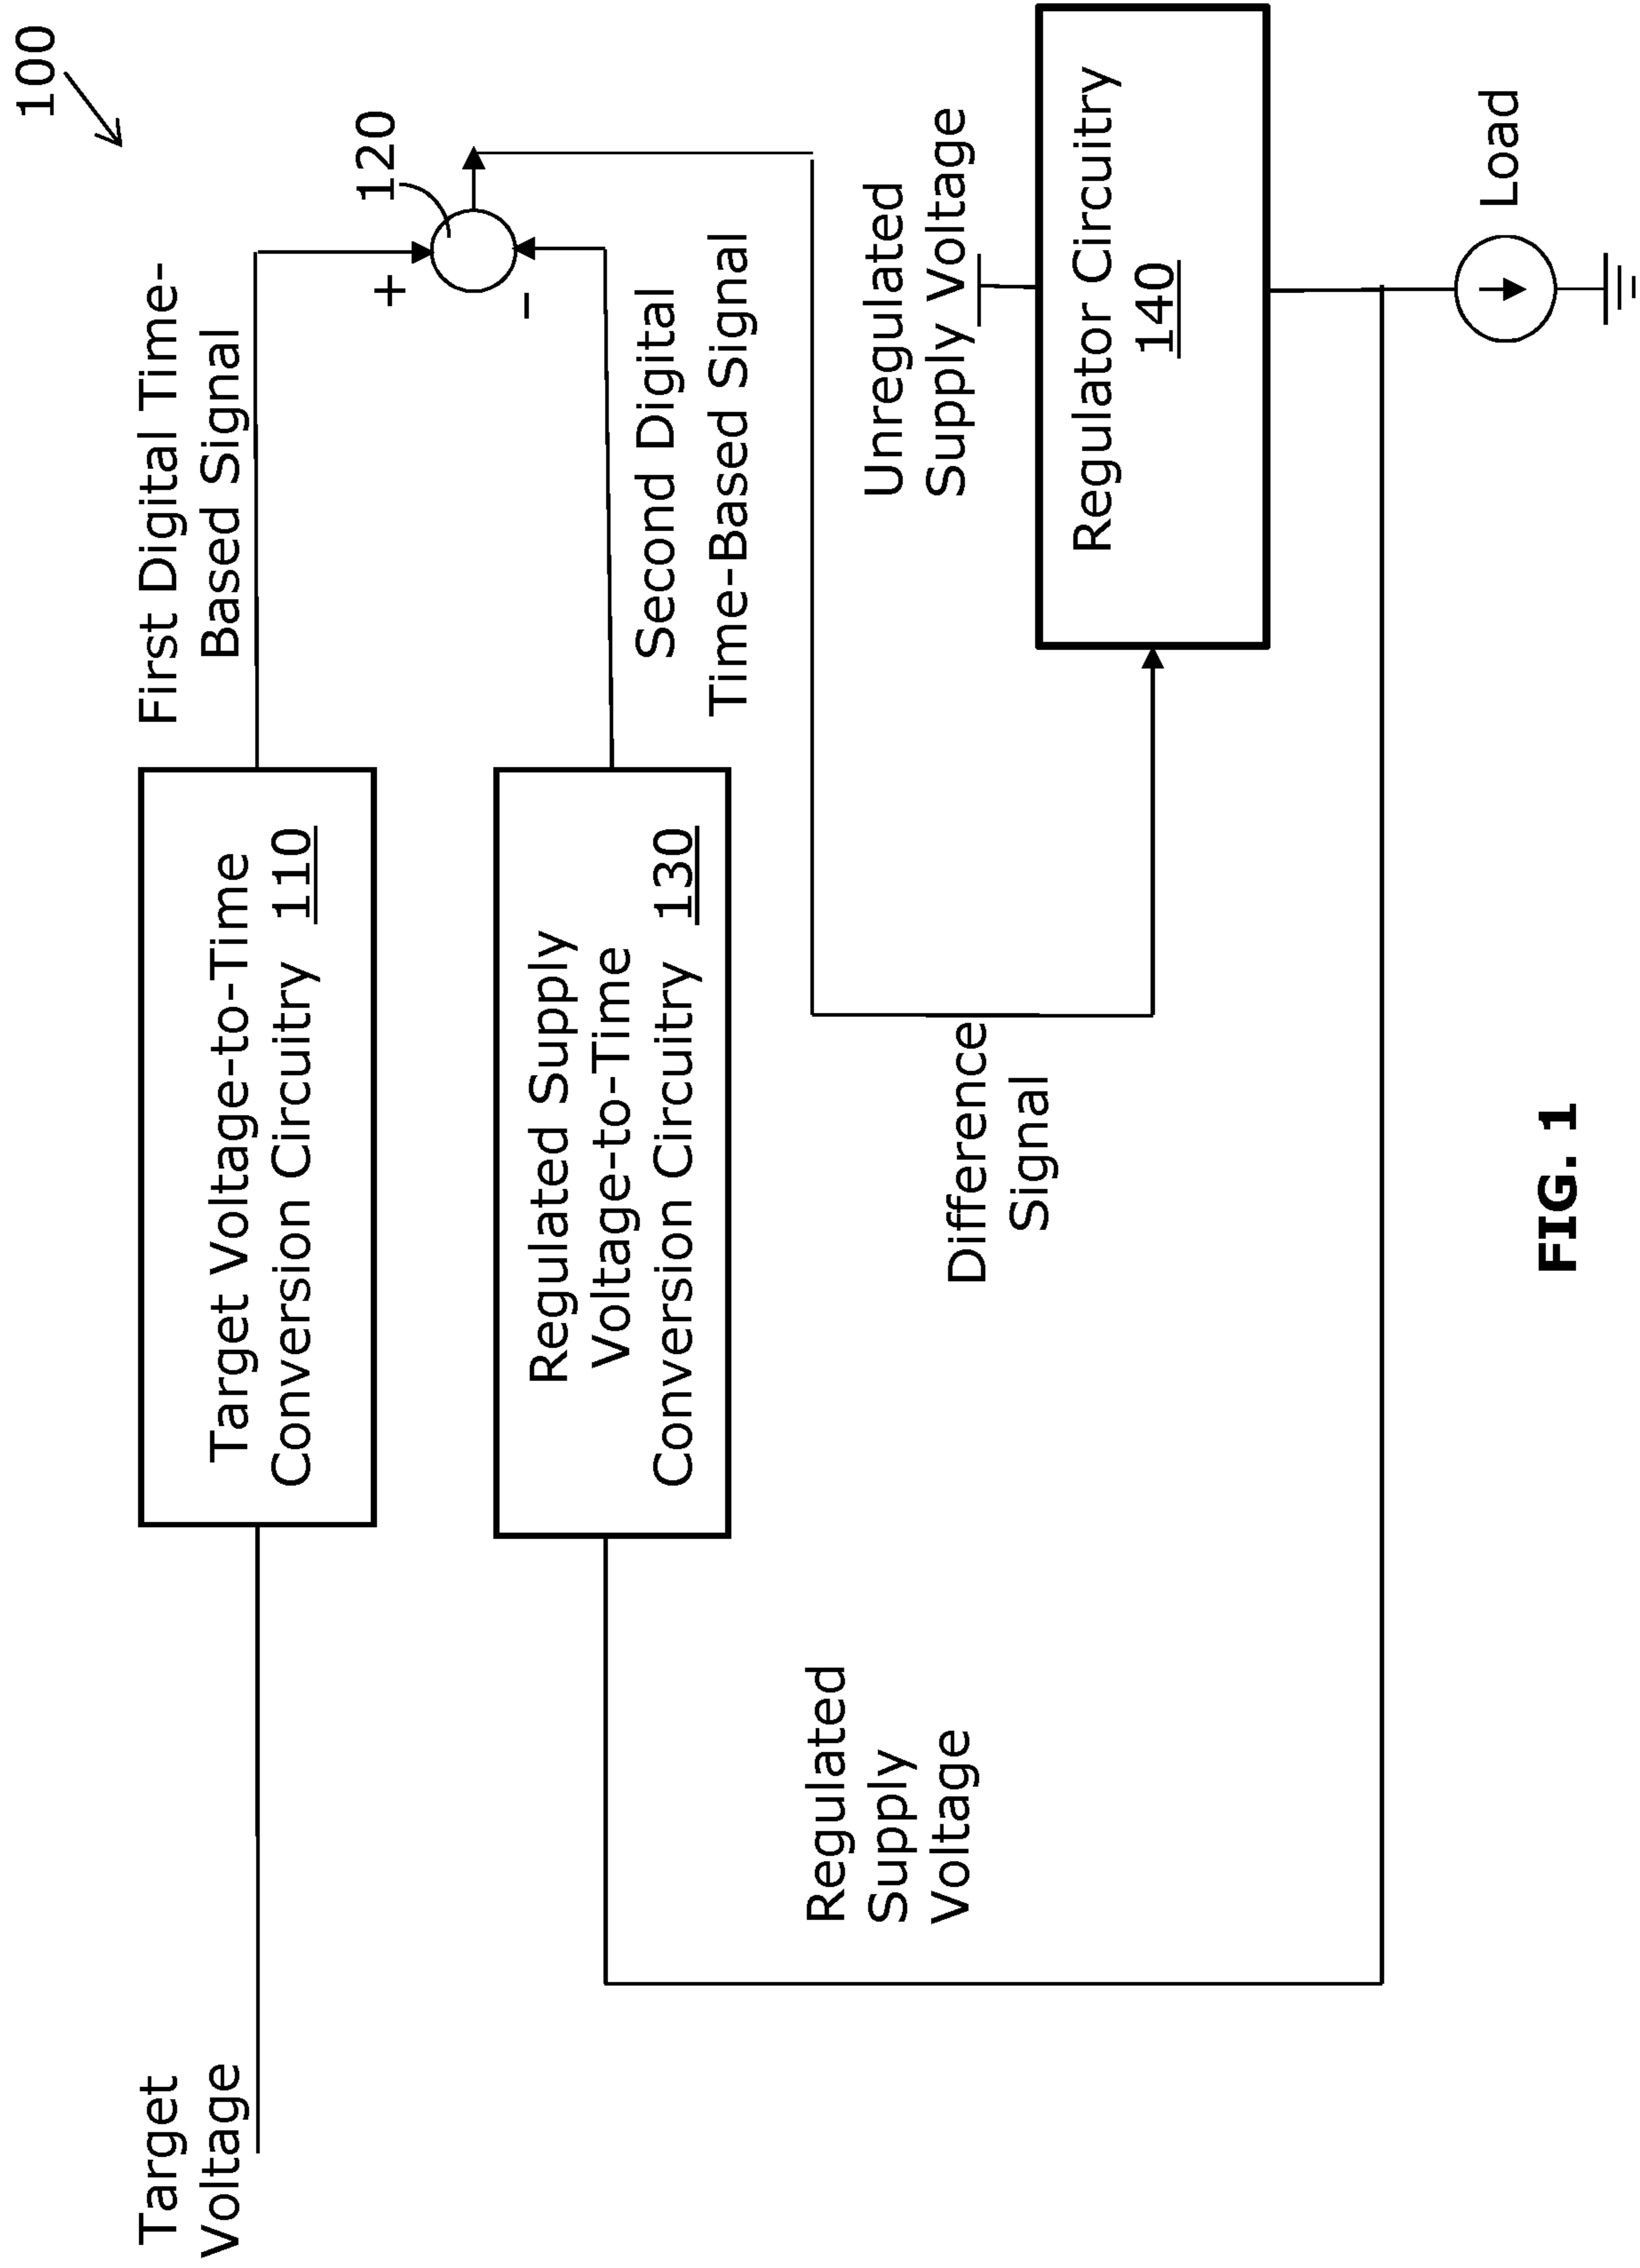 100
Target
Voltage
Target Voltage-to-Time
Conversion Circuitry 110
First Digital Time-
Based Signal
120
+
-
Regulated Supply
Voltage-to-Time
Conversion Circuitry 130
Second Digital
Time-Based Signal
Regulated
Supply
Voltage
Difference
Signal
Unregulated
Supply Voltage
Regulator Circuitry
140
Load
FIG. 1